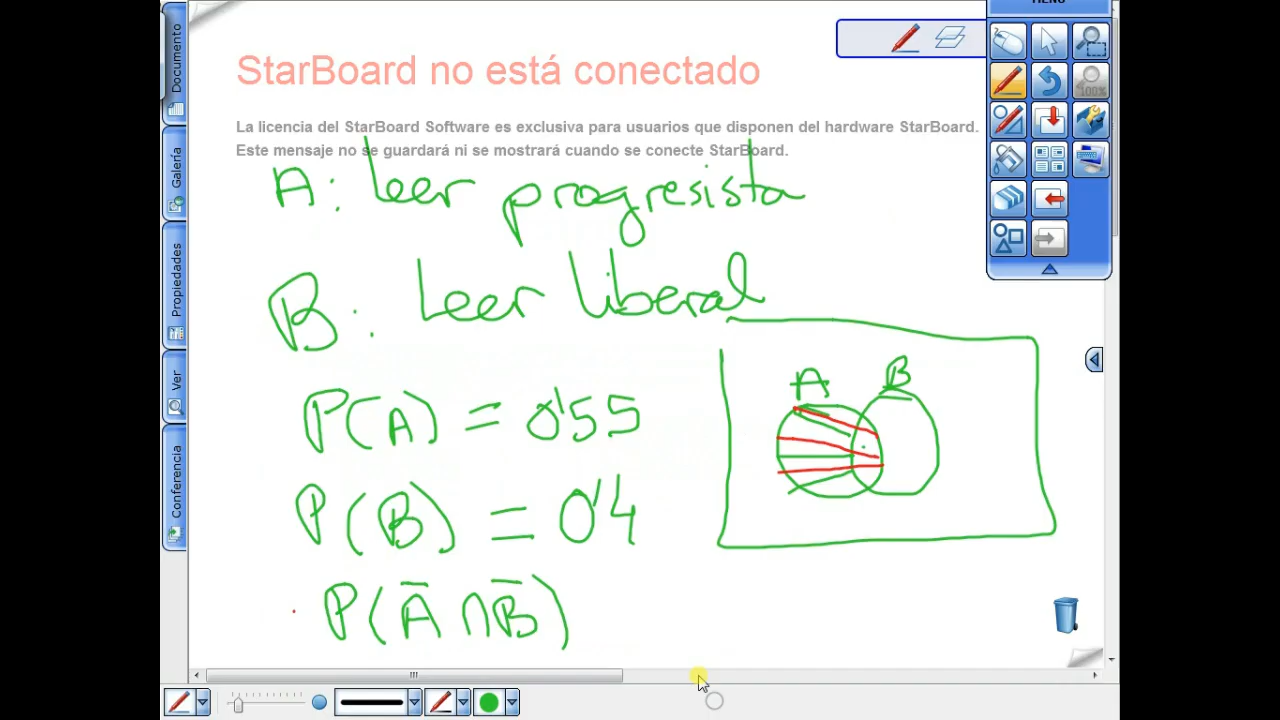 MENU
Documento
Galería
Propiedades
Ver
Conferencia
StarBoard no está conectado
La licencia del StarBoard Software es exclusiva para usuarios que disponen del hardware StarBoard.
Este mensaje no se guardará ni se mostrará cuando se conecte StarBoard.
100%
A: leer progresista
B: leer liberal
A B
P(A) = 0'55
P(B) = 0'4
P(A̅ ∩ B̅)